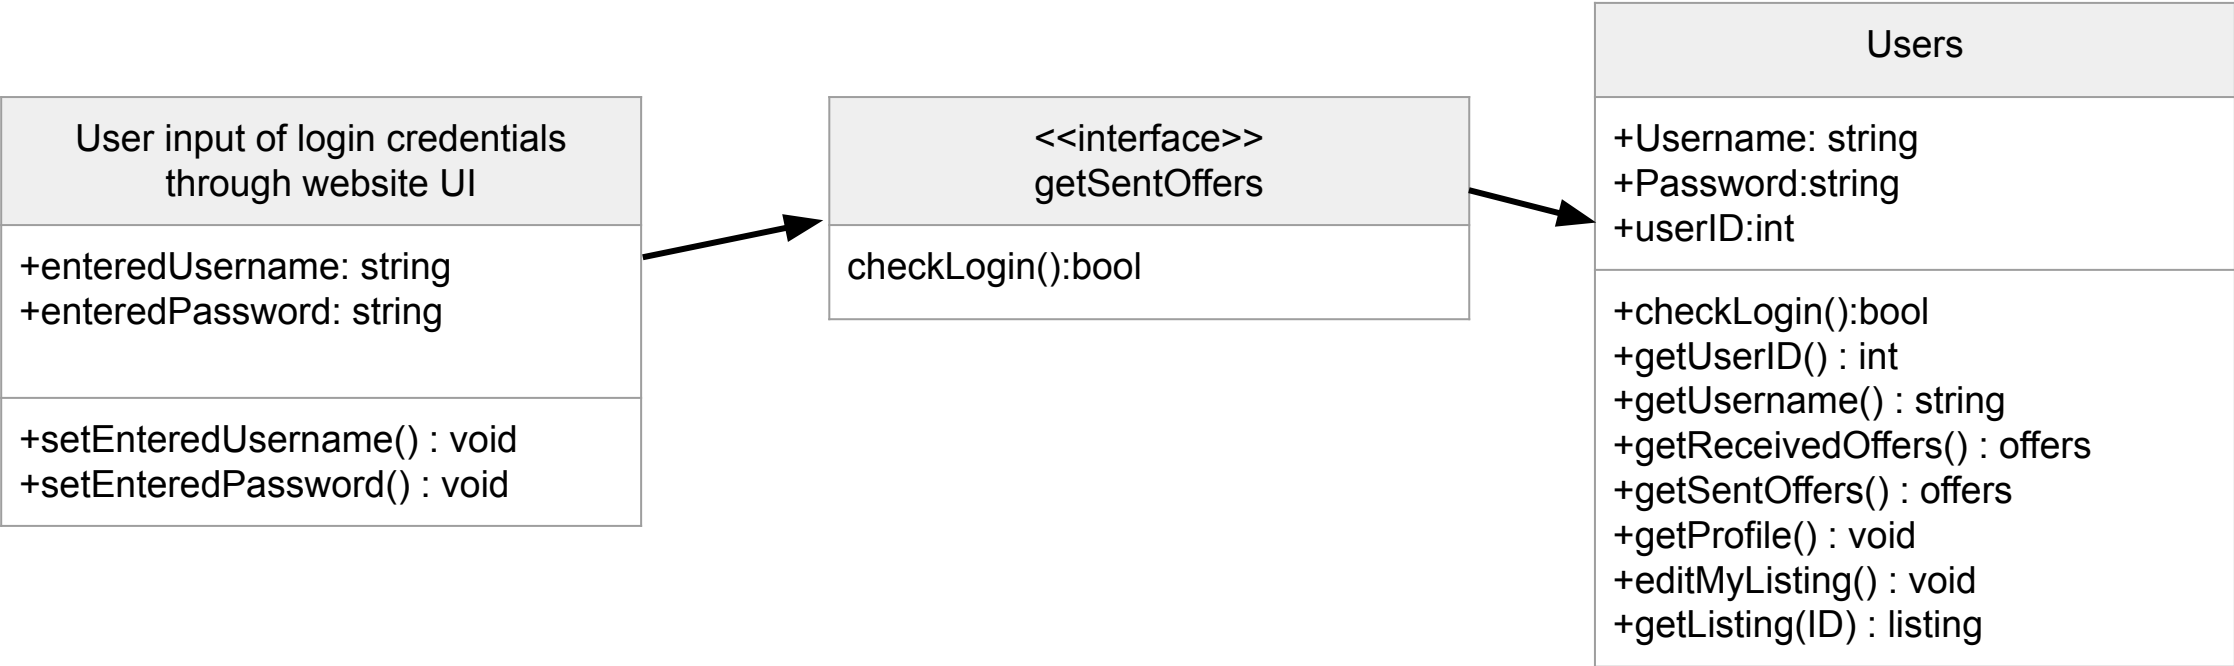 User input of login credentials
through website UI
+enteredUsername: string
+enteredPassword: string
+setEnteredUsername() : void
+setEnteredPassword() : void
<<interface>>
getSentOffers
checkLogin():bool
Users
+Username: string
+Password:string
+userID:int
+checkLogin():bool
+getUserID() : int
+getUsername() : string
+getReceivedOffers() : offers
+getSentOffers() : offers
+getProfile() : void
+editMyListing() : void
+getListing(ID) : listing